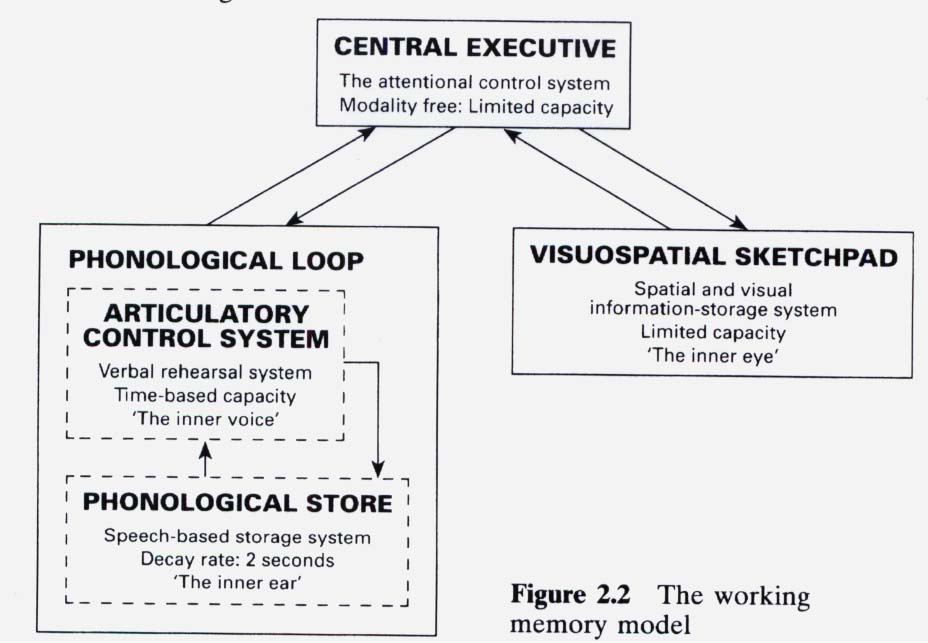 CENTRAL EXECUTIVE
The attentional control system
Modality free: Limited capacity
PHONOLOGICAL LOOP
ARTICULATORY
CONTROL SYSTEM
Verbal rehearsal system
Time-based capacity
'The inner voice'
PHONOLOGICAL STORE
Speech-based storage system
Decay rate: 2 seconds
'The inner ear'
VISUOSPATIAL SKETCHPAD
Spatial and visual
information-storage system
Limited capacity
'The inner eye'
Figure 2.2 The working
memory model